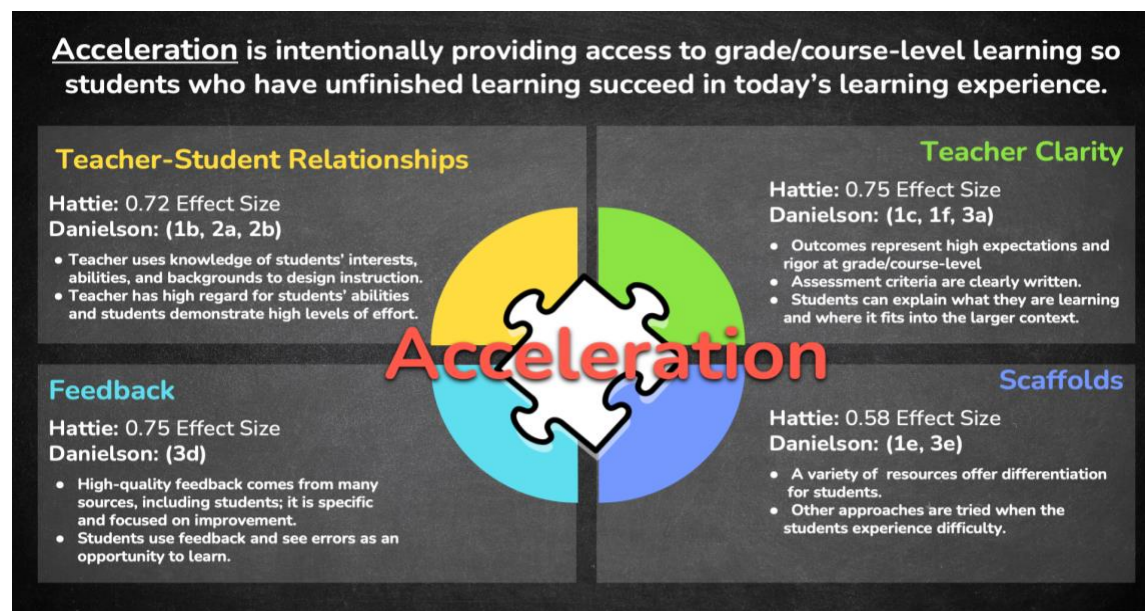 Acceleration is intentionally providing access to grade/course-level learning so
students who have unfinished learning succeed in today's learning experience.
Teacher-Student Relationships
Hattie: 0.72 Effect Size
Danielson: (1b, 2a, 2b)
• Teacher uses knowledge of students' interests,
abilities, and backgrounds to design instruction.
• Teacher has high regard for students' abilities
and students demonstrate high levels of effort.
Teacher Clarity
Hattie: 0.75 Effect Size
Danielson: (1c, 1f, 3a)
• Outcomes represent high expectations and
rigor at grade/course-level
• Assessment criteria are clearly written.
• Students can explain what they are learning
and where it fits into the larger context.
Acceleration
Feedback
Hattie: 0.75 Effect Size
Danielson: (3d)
• High-quality feedback comes from many
sources, including students; it is specific
and focused on improvement.
• Students use feedback and see errors as an
opportunity to learn.
Scaffolds
Hattie: 0.58 Effect Size
Danielson: (1e, 3e)
• A variety of resources offer differentiation
for students.
• Other approaches are tried when the
students experience difficulty.